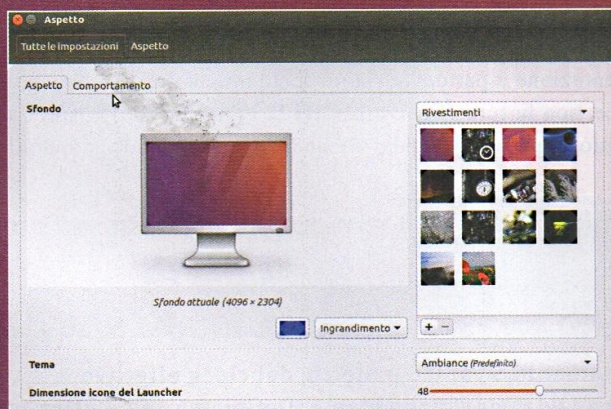 Aspetto
Tutte le impostazioni Aspetto
Aspetto Comportamento
Sfondo
Rivestimenti
Sfondo attuale (4096 × 2304)
Ingrandimento
Tema
Ambiance (Predefinito)
Dimensione icone del Launcher
48